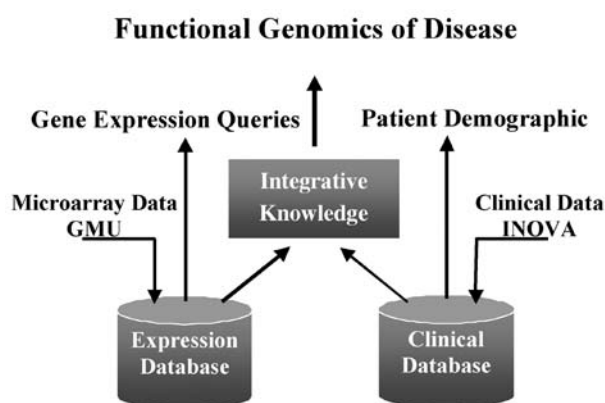 Functional Genomics of Disease
Gene Expression Queries
Patient Demographic
Integrative
Knowledge
Microarray Data
GMU
Clinical Data
INOVA
Expression
Database
Clinical
Database